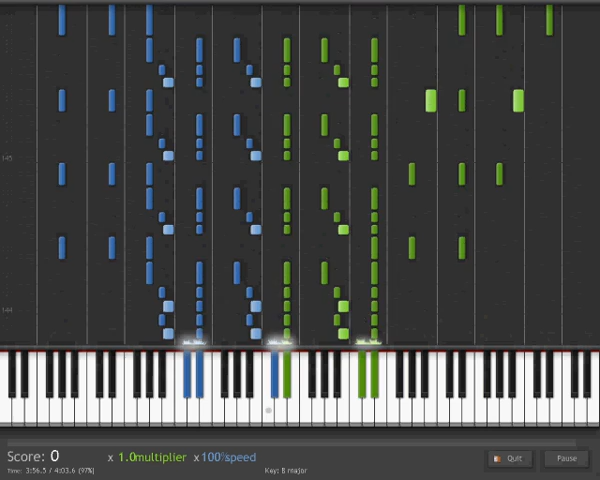 145
144
Score: 0 x 1.0multiplier x100%speed Quit Pause
Time: 3:56.5 / 4:03.6 (97%) Key: B major